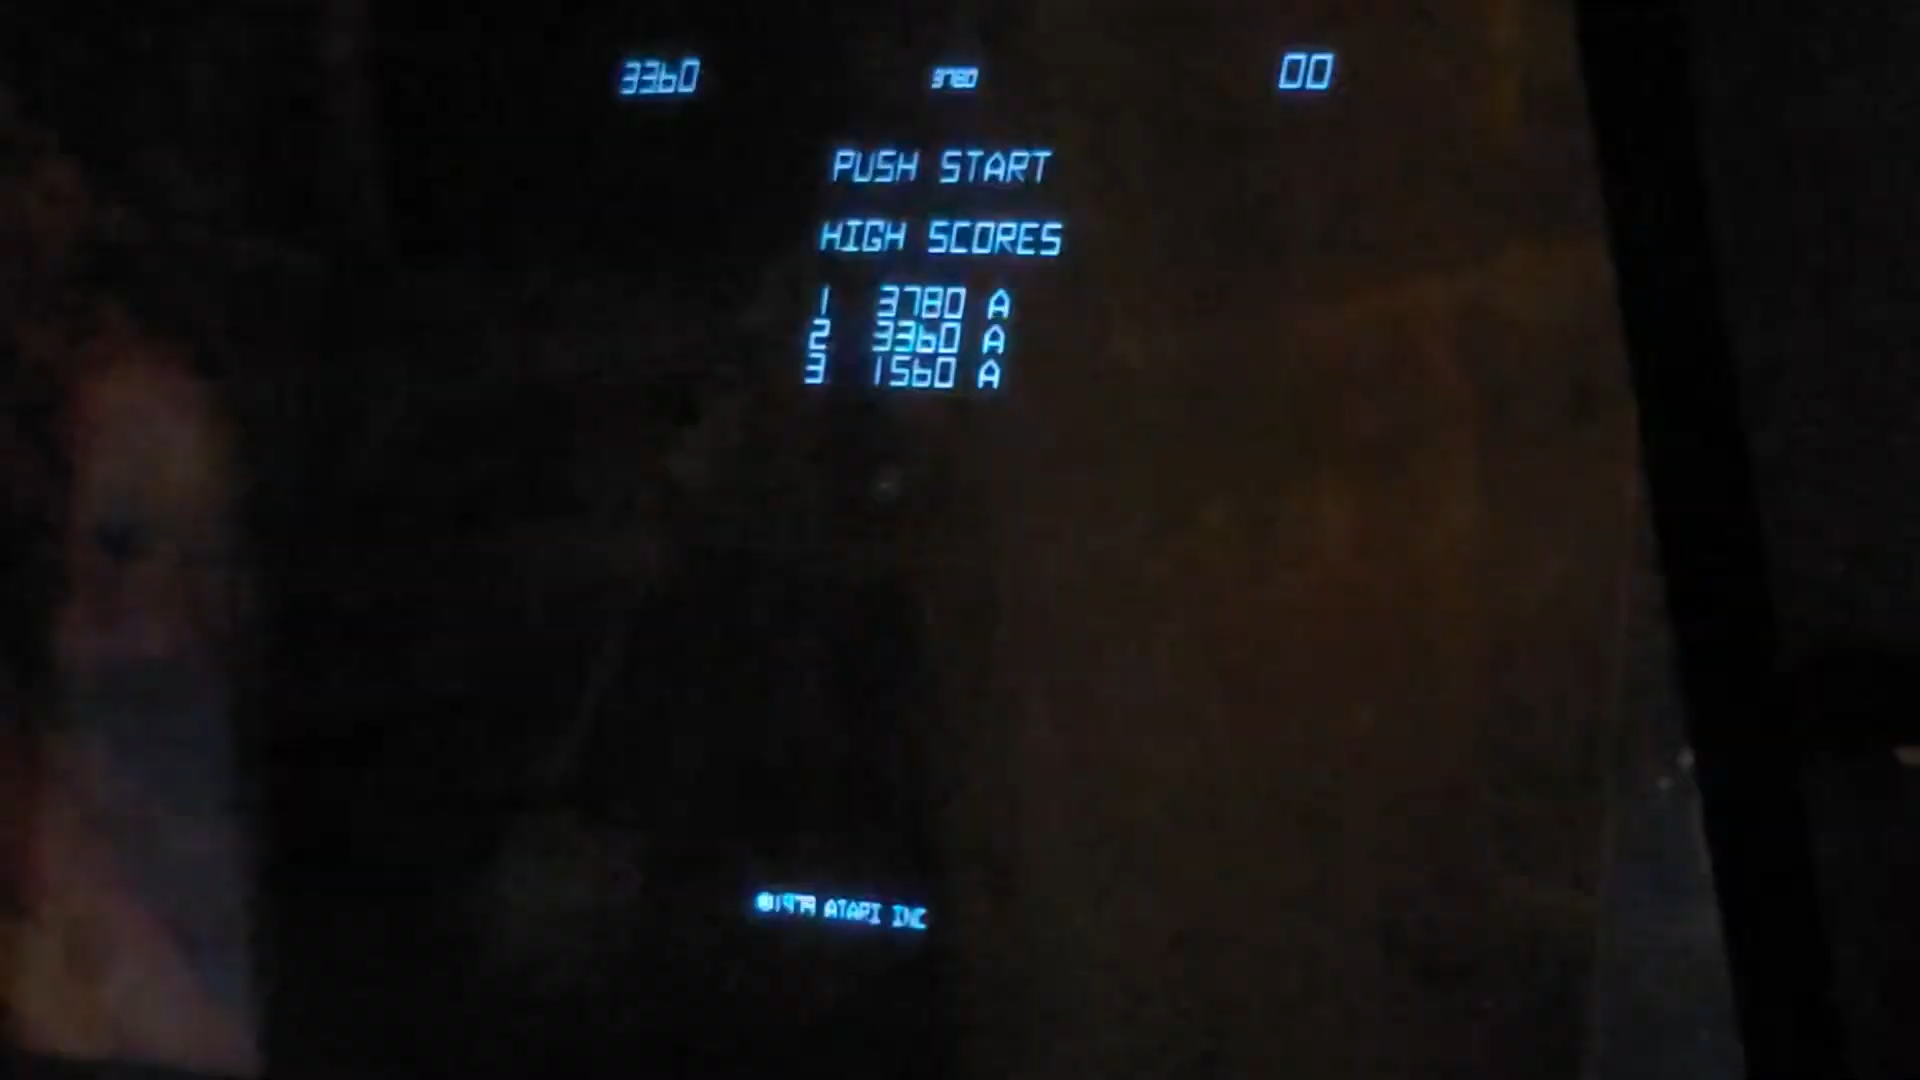 3360 3780 00
PUSH START
HIGH SCORES
1 3780 A
2 3360 A
3 1560 A
©1979 ATARI INC